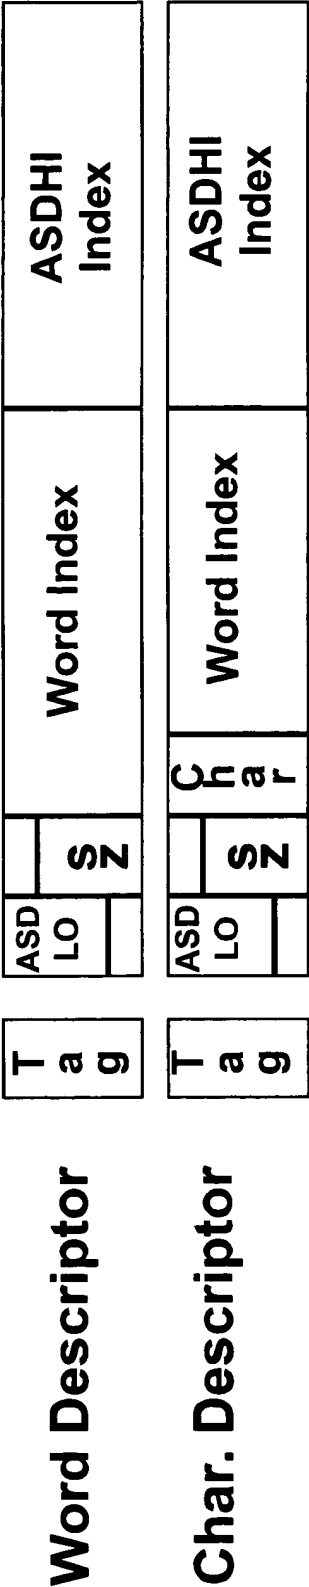 Word Descriptor
T
a
g
ASD
LO
S
Z
Word Index
ASDHI
Index
Char. Descriptor
T
a
g
ASD
LO
S
Z
C
h
a
r
Word Index
ASDHI
Index